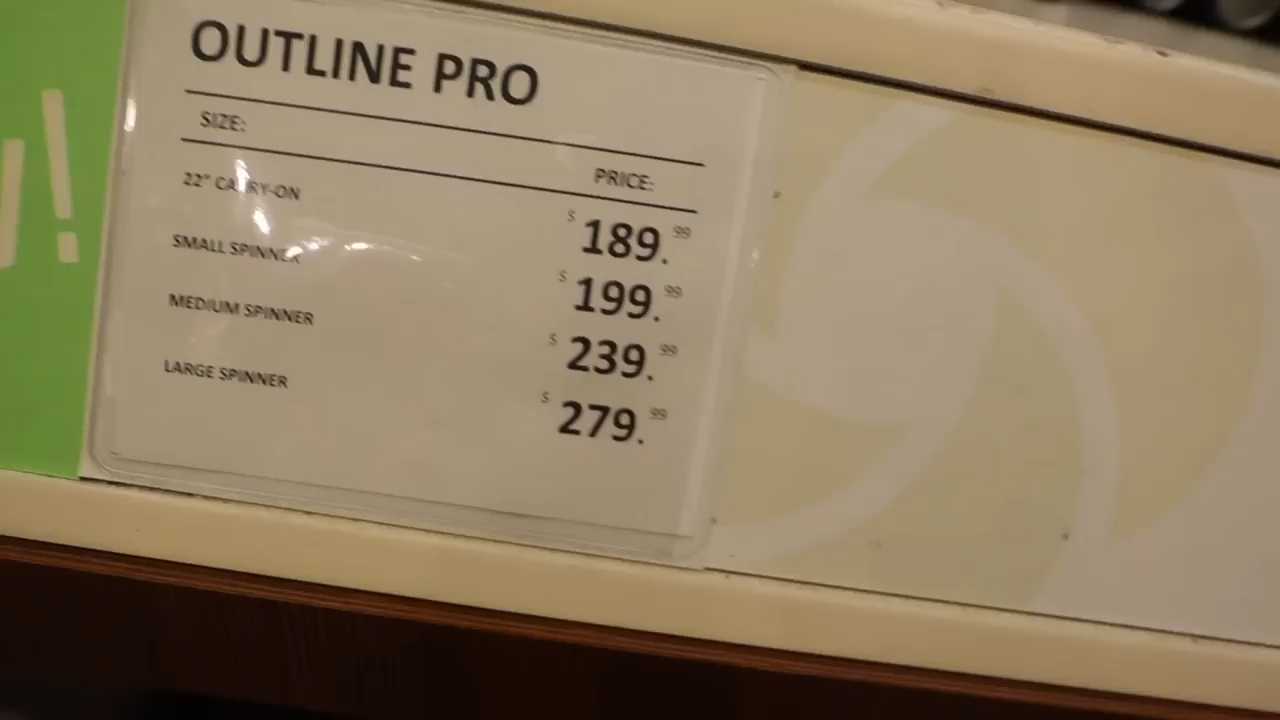 OUTLINE PRO
SIZE:
PRICE:
22" CARRY-ON
$189.99
SMALL SPINNER
$199.99
MEDIUM SPINNER
$239.99
LARGE SPINNER
$279.99
!